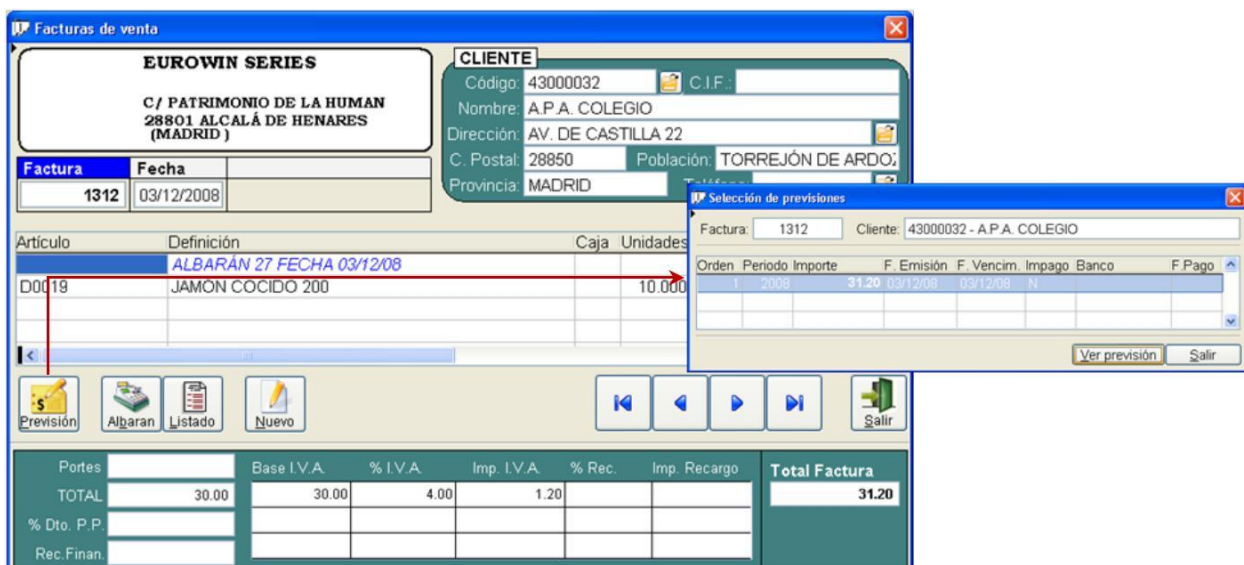 Facturas de venta
EUROWIN SERIES
C/ PATRIMONIO DE LA HUMAN
28801 ALCALÁ DE HENARES
(MADRID )
Factura Fecha
1312 03/12/2008
CLIENTE
Código: 43000032 C.I.F.:
Nombre: A.P.A. COLEGIO
Dirección: AV. DE CASTILLA 22
C. Postal: 28850 Población: TORREJÓN DE ARDOZ
Provincia: MADRID Teléfono:
Artículo Definición Caja Unidades
ALBARÁN 27 FECHA 03/12/08
D0019 JAMON COCIDO 200 10.000
Selección de previsiones
Factura: 1312 Cliente: 43000032 - A.P.A. COLEGIO
Orden Periodo Importe F. Emisión F. Vencim. Impago Banco F.Pago
1 2008 31.20 03/12/08 03/12/08 N
Ver previsión Salir
Previsión Albaran Listado Nuevo Salir
Portes Base I.V.A. % I.V.A. Imp. I.V.A. % Rec. Imp. Recargo Total Factura
TOTAL 30.00 30.00 4.00 1.20 31.20
% Dto. P.P.
Rec.Finan.